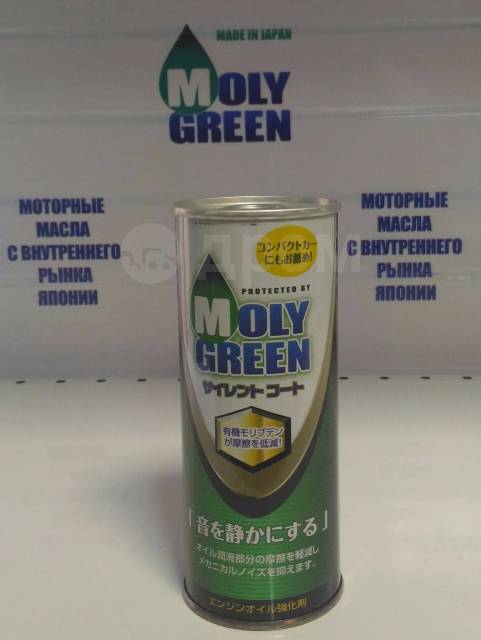 MADE IN JAPAN
MOLY
GREEN
МОТОРНЫЕ
МАСЛА
С ВНУТРЕННЕГО
РЫНКА
ЯПОНИИ
МОТОРНЫЕ
МАСЛА
С ВНУТРЕННЕГО
РЫНКА
ЯПОНИИ
дром
コンパクトカー
にもお薦め!
PROTECTED BY
MOLY
GREEN
サイレントコート
有機モリブデン
が摩擦を低減!
「音を静かにする」
オイル潤滑部分の摩擦を軽減し
メカニカルノイズを抑えます。
エンジンオイル強化剤